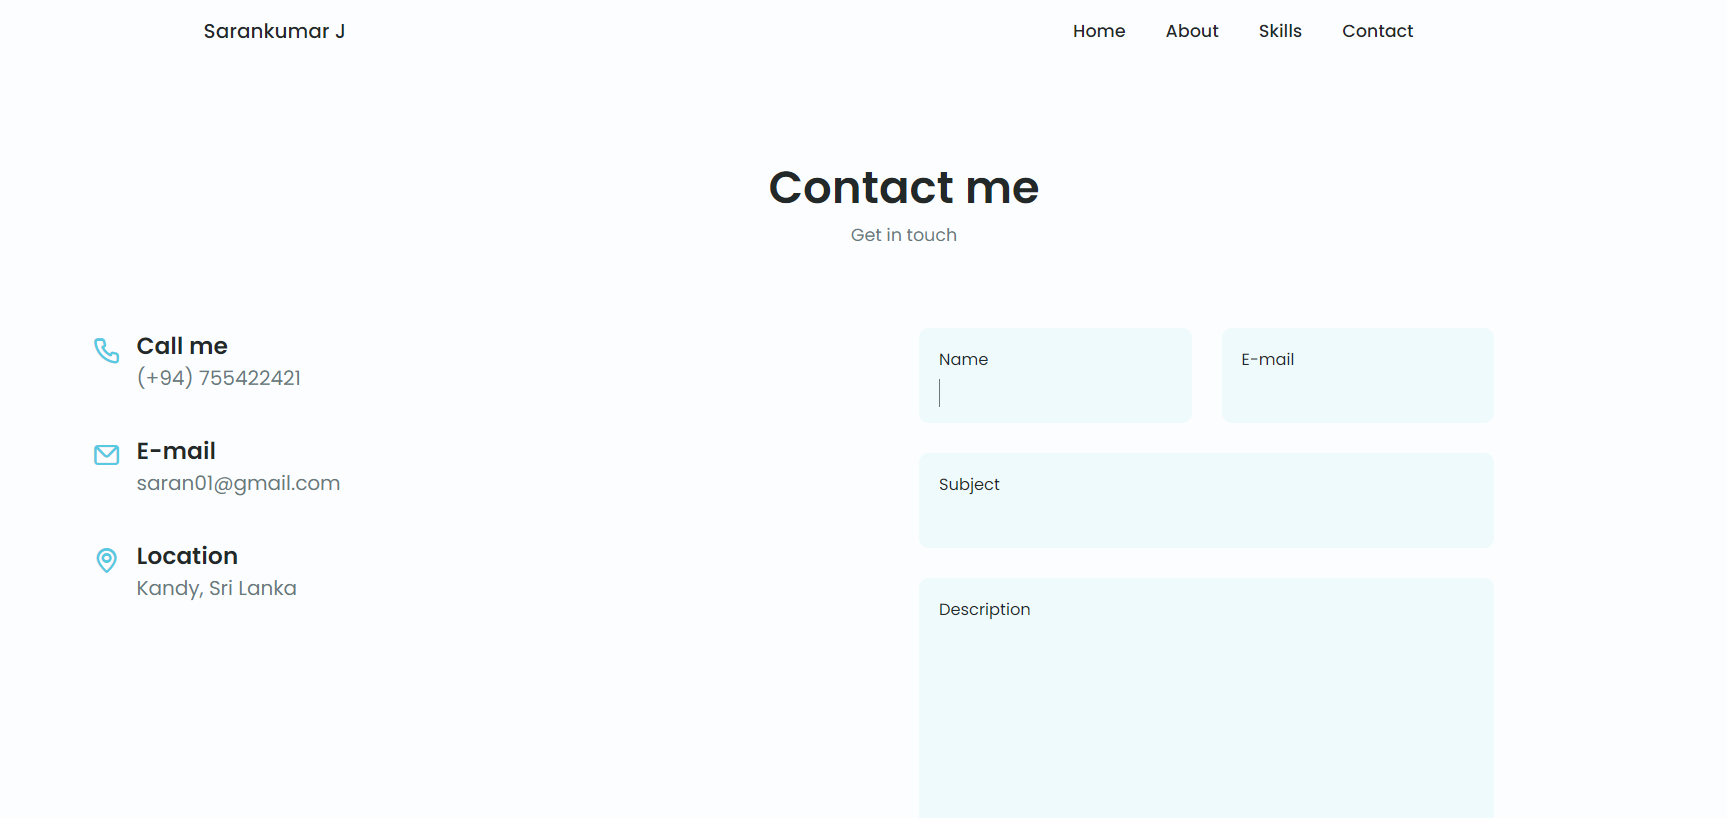 Sarankumar J
Home About Skills Contact
Contact me
Get in touch
Call me
(+94) 755422421
E-mail
saran01@gmail.com
Location
Kandy, Sri Lanka
Name
E-mail
Subject
Description